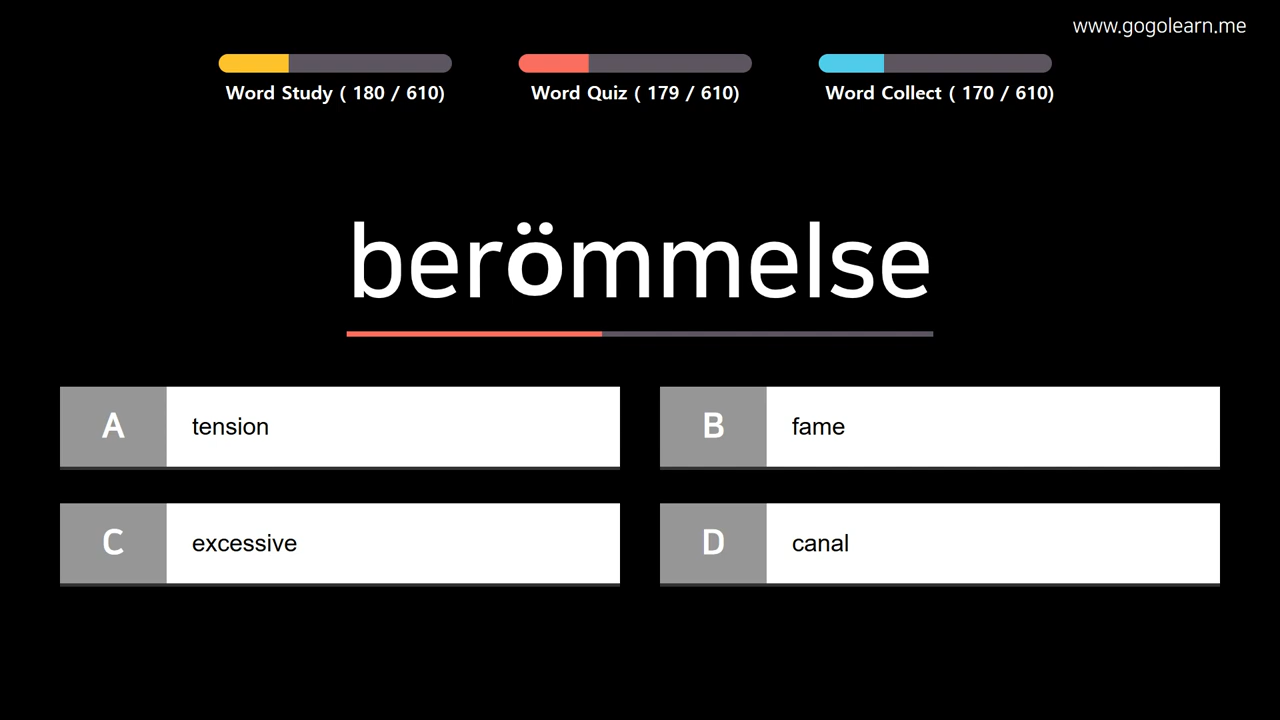 www.gogolearn.me
Word Study ( 180 / 610)
Word Quiz ( 179 / 610)
Word Collect ( 170 / 610)
berömmelse
A tension
B fame
C excessive
D canal